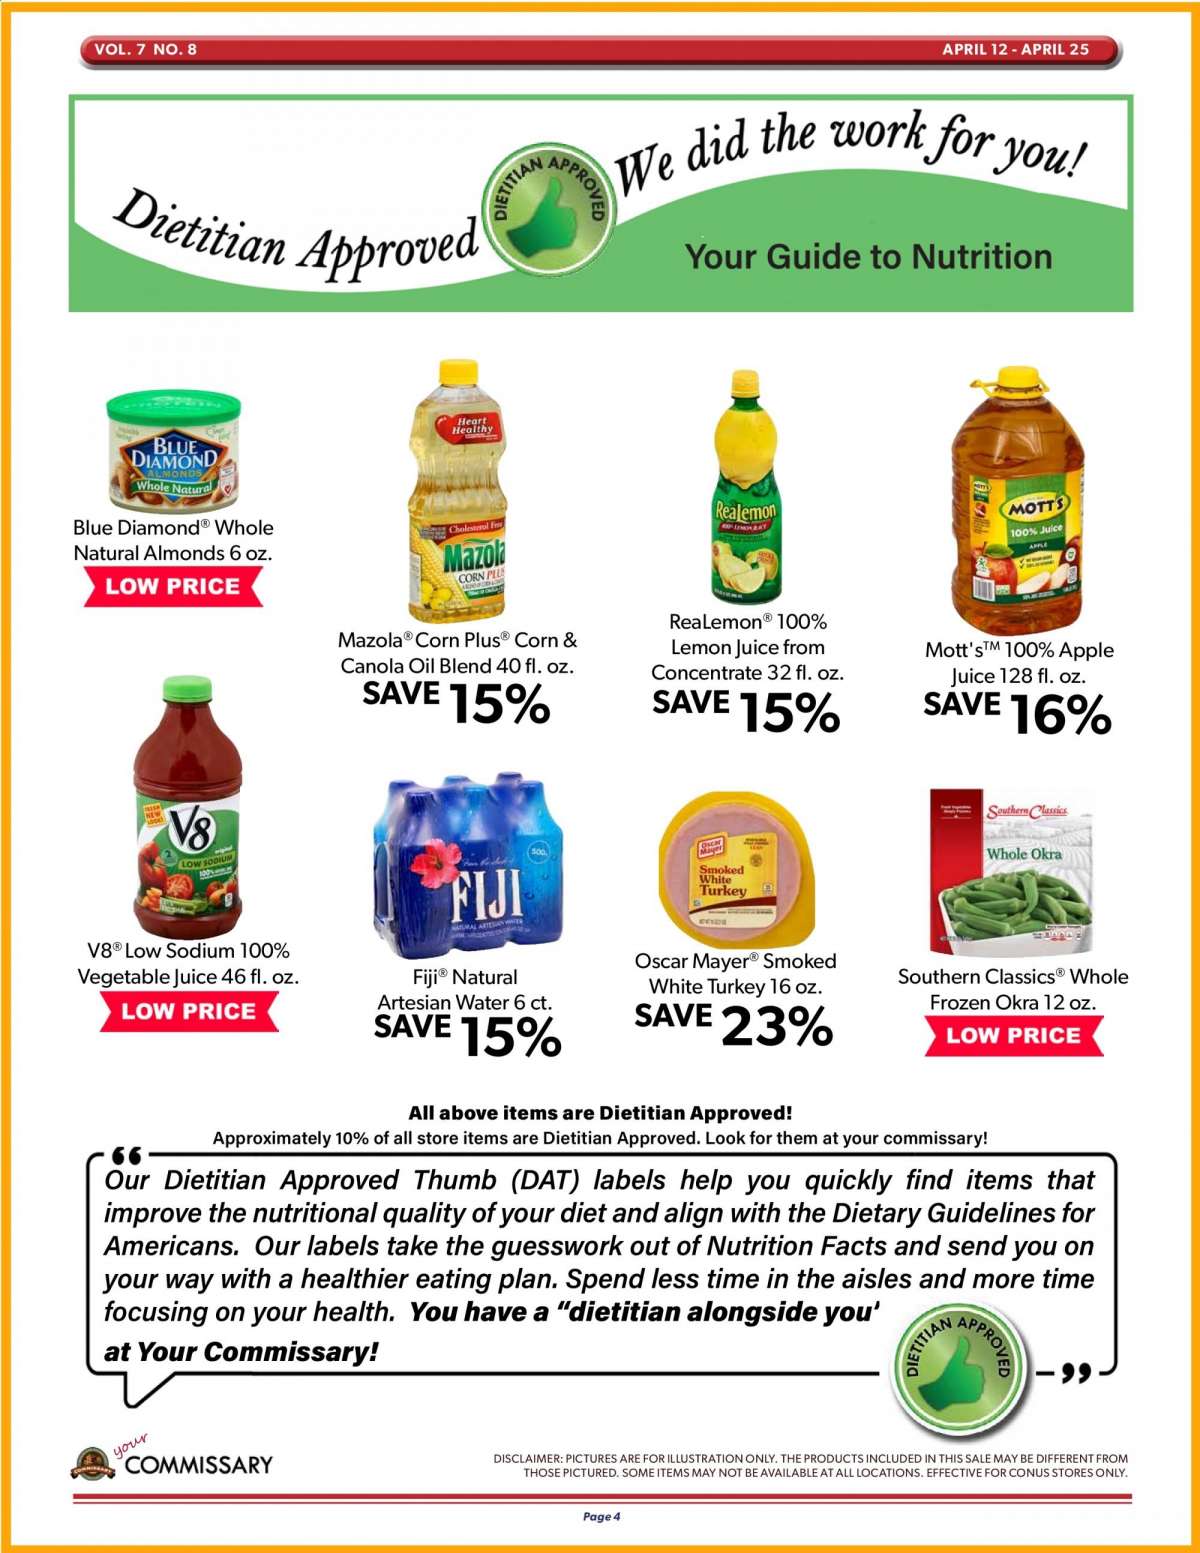 VOL. 7 NO. 8
APRIL 12 - APRIL 25
Dietitian Approved
DIETITIAN APPROVED
We did the work for you!
Your Guide to Nutrition
BLUE
DIAMOND
ALMONDS
Whole Natural
Blue Diamond® Whole
Natural Almonds 6 oz.
LOW PRICE
Heart
Healthy
Cholesterol Free
Mazola
CORN PLUS
Mazola® Corn Plus® Corn &
Canola Oil Blend 40 fl. oz.
SAVE 15%
ReaLemon
100% LEMON JUICE
ReaLemon® 100%
Lemon Juice from
Concentrate 32 fl. oz.
SAVE 15%
MOTT'S
MOTT'S
100% Juice
APPLE
Mott's™ 100% Apple
Juice 128 fl. oz.
SAVE 16%
FRESH
NEW
LOOK!
V8
original
LOW SODIUM
100%
V8® Low Sodium 100%
Vegetable Juice 46 fl. oz.
LOW PRICE
500
FIJI
NATURAL ARTESIAN WATER
Fiji® Natural
Artesian Water 6 ct.
SAVE 15%
Oscar
Mayer
Smoked
White
Turkey
Oscar Mayer® Smoked
White Turkey 16 oz.
SAVE 23%
Southern Classics
Whole Okra
Southern Classics® Whole
Frozen Okra 12 oz.
LOW PRICE
All above items are Dietitian Approved!
Approximately 10% of all store items are Dietitian Approved. Look for them at your commissary!
“
Our Dietitian Approved Thumb (DAT) labels help you quickly find items that
improve the nutritional quality of your diet and align with the Dietary Guidelines for
Americans. Our labels take the guesswork out of Nutrition Facts and send you on
your way with a healthier eating plan. Spend less time in the aisles and more time
focusing on your health. You have a “dietitian alongside you'
at Your Commissary!
DIETITIAN APPROVED
”
COMMISSARY
your
COMMISSARY
DISCLAIMER: PICTURES ARE FOR ILLUSTRATION ONLY. THE PRODUCTS INCLUDED IN THIS SALE MAY BE DIFFERENT FROM
THOSE PICTURED. SOME ITEMS MAY NOT BE AVAILABLE AT ALL LOCATIONS. EFFECTIVE FOR CONUS STORES ONLY.
Page 4